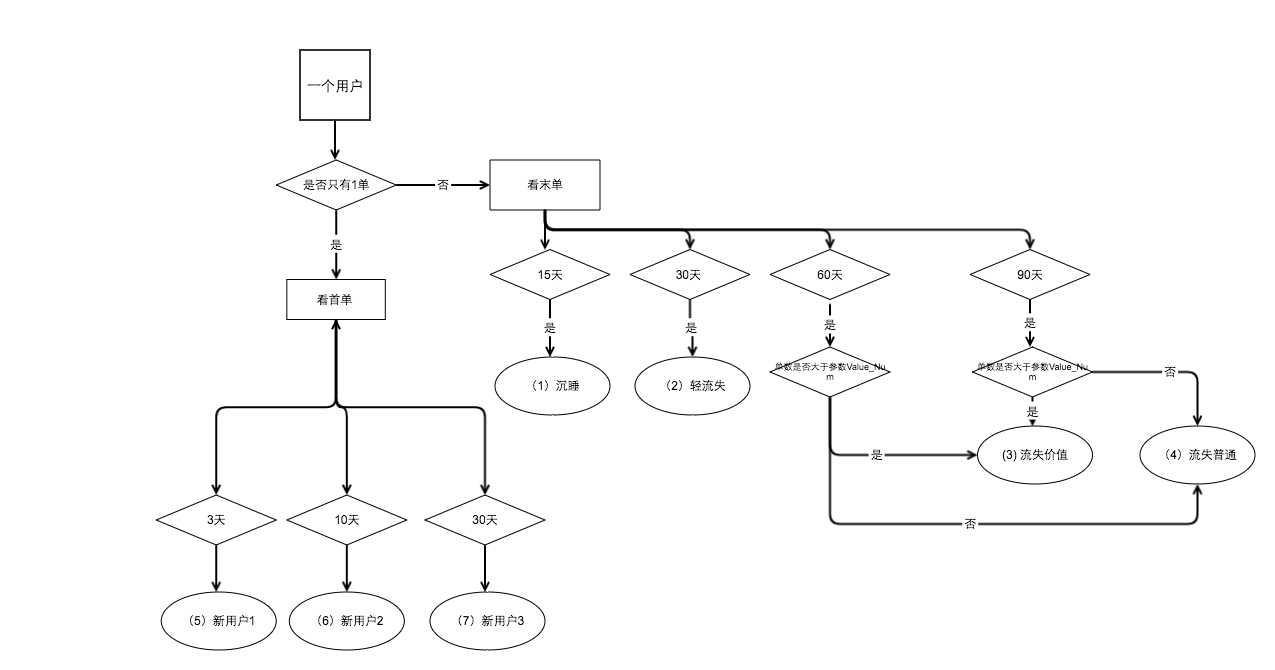 一个用户
是否只有1单
否
看末单
是
15天
30天
60天
90天
看首单
是
是
是
是
单数是否大于参数Value_Nu
m
单数是否大于参数Value_Nu
m
否
（1）沉睡
（2）轻流失
是
是
(3) 流失价值
（4）流失普通
否
3天
10天
30天
（5）新用户1
（6）新用户2
（7）新用户3